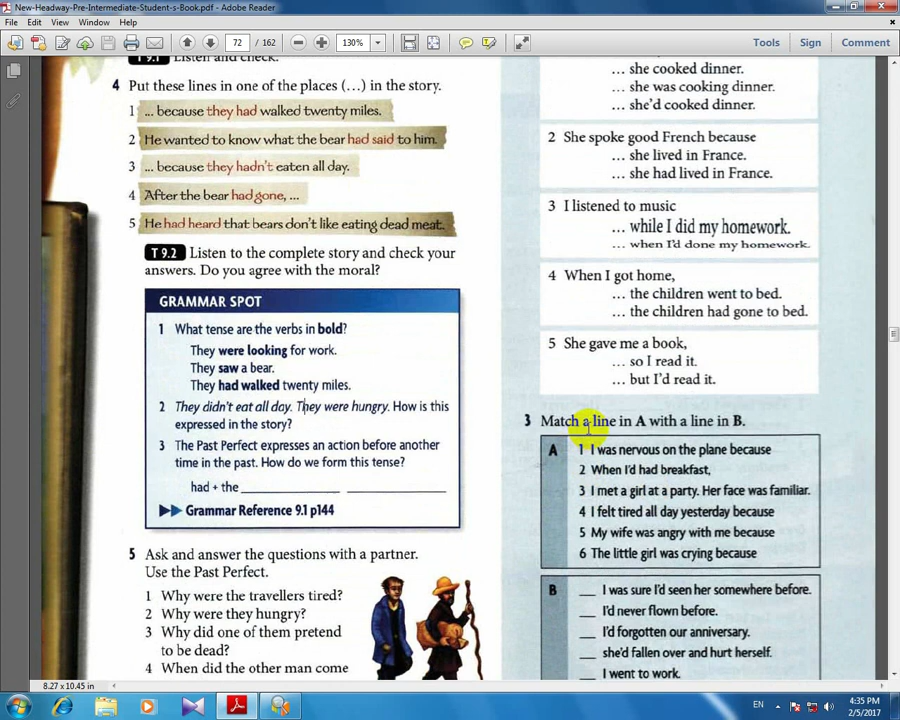 New-Headway-Pre-Intermediate-Student-s-Book.pdf - Adobe Reader
File Edit View Window Help
72 / 162 130% Tools Sign Comment
T 9.1 Listen and check.
4 Put these lines in one of the places (…) in the story.
1 ... because they had walked twenty miles.
2 He wanted to know what the bear had said to him.
3 ... because they hadn't eaten all day.
4 After the bear had gone, ...
5 He had heard that bears don't like eating dead meat.
T 9.2 Listen to the complete story and check your
answers. Do you agree with the moral?
GRAMMAR SPOT
1 What tense are the verbs in bold?
They were looking for work.
They saw a bear.
They had walked twenty miles.
2 They didn't eat all day. They were hungry. How is this
expressed in the story?
3 The Past Perfect expresses an action before another
time in the past. How do we form this tense?
had + the ____________________ ____________________
Grammar Reference 9.1 p144
5 Ask and answer the questions with a partner.
Use the Past Perfect.
1 Why were the travellers tired?
2 Why were they hungry?
3 Why did one of them pretend
to be dead?
4 When did the other man come
… she cooked dinner.
… she was cooking dinner.
… she'd cooked dinner.
2 She spoke good French because
… she lived in France.
… she had lived in France.
3 I listened to music
… while I did my homework.
… when I'd done my homework.
4 When I got home,
… the children went to bed.
… the children had gone to bed.
5 She gave me a book,
… so I read it.
… but I'd read it.
3 Match a line in A with a line in B.
A 1 I was nervous on the plane because
2 When I'd had breakfast,
3 I met a girl at a party. Her face was familiar.
4 I felt tired all day yesterday because
5 My wife was angry with me because
6 The little girl was crying because
B __ I was sure I'd seen her somewhere before.
__ I'd never flown before.
__ I'd forgotten our anniversary.
__ she'd fallen over and hurt herself.
__ I went to work.
8.27 x 10.45 in
EN 4:35 PM
2/5/2017